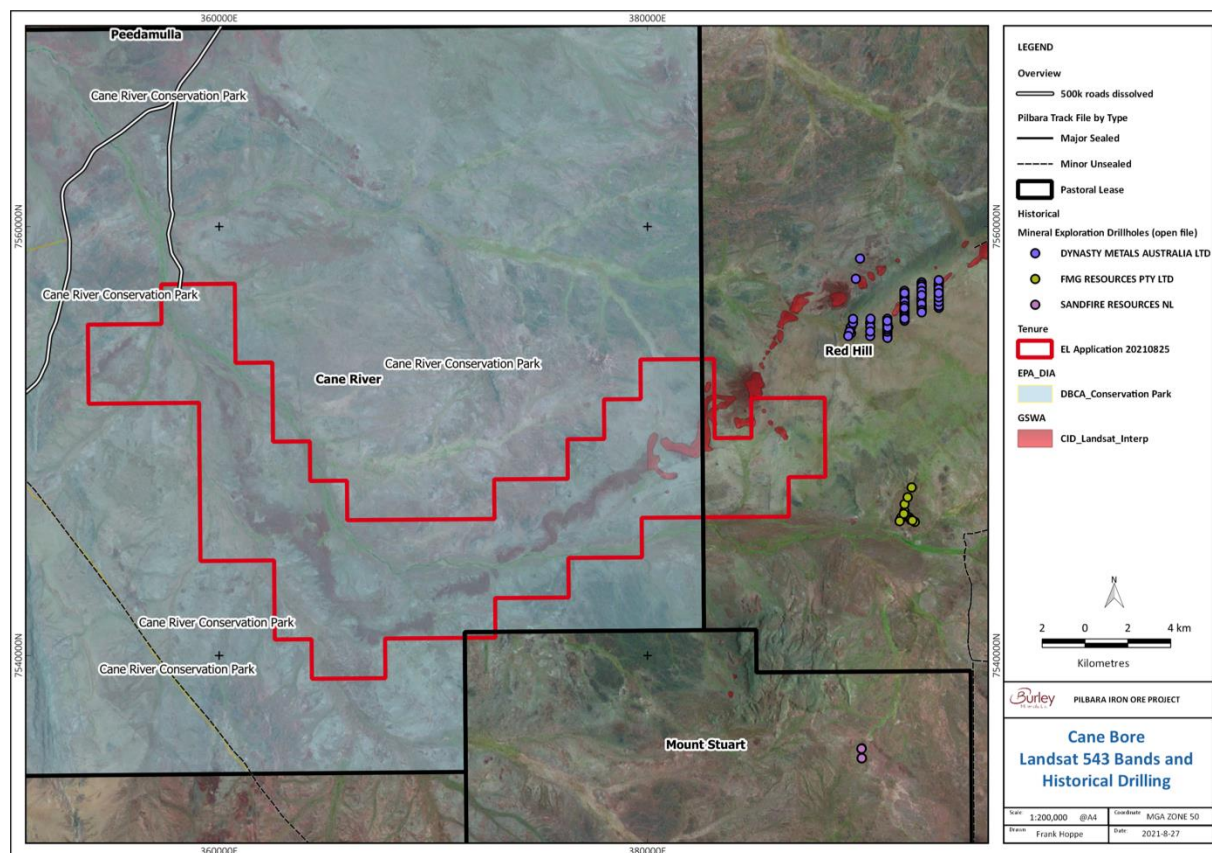 360000E
380000E
Peedamulla
Cane River Conservation Park
7560000N
7560000N
Cane River Conservation Park
Red Hill
Cane River Conservation Park
Cane River
Cane River Conservation Park
Cane River Conservation Park
7540000N
7540000N
Mount Stuart
360000E
380000E
LEGEND
Overview
500k roads dissolved
Pilbara Track File by Type
Major Sealed
Minor Unsealed
Pastoral Lease
Historical
Mineral Exploration Drillholes (open file)
DYNASTY METALS AUSTRALIA LTD
FMG RESOURCES PTY LTD
SANDFIRE RESOURCES NL
Tenure
EL Application 20210825
EPA_DIA
DBCA_Conservation Park
GSWA
CID_Landsat_Interp
N
2 0 2 4 km
Kilometres
Burley
PILBARA IRON ORE PROJECT
Cane Bore
Landsat 543 Bands and
Historical Drilling
Scale 1:200,000 @A4 Coordinate MGA ZONE 50
Drawn Frank Hoppe Date 2021-8-27